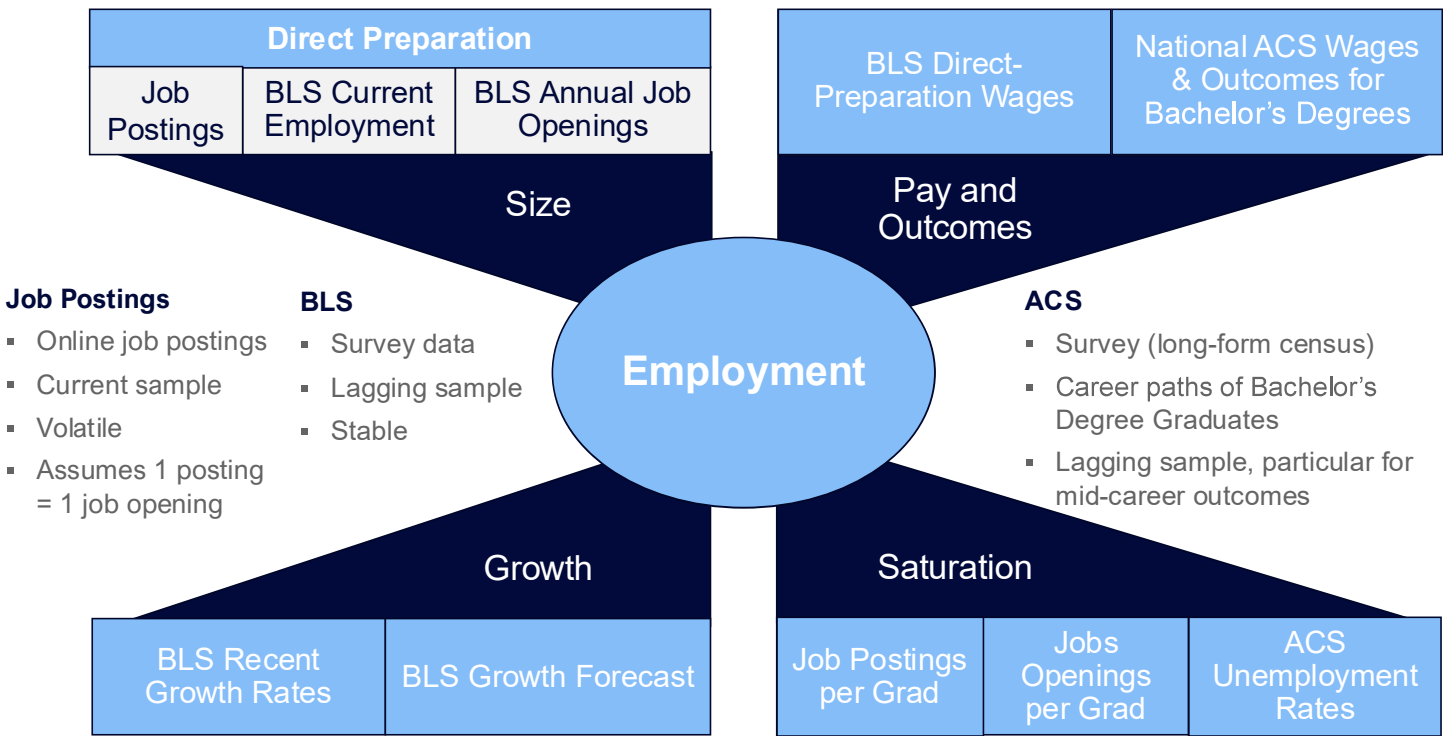 Direct Preparation
Job
Postings
BLS Current
Employment
BLS Annual Job
Openings
BLS Direct-
Preparation Wages
National ACS Wages
& Outcomes for
Bachelor's Degrees
Size
Pay and
Outcomes
Job Postings
▪ Online job postings
▪ Current sample
▪ Volatile
▪ Assumes 1 posting
= 1 job opening
BLS
▪ Survey data
▪ Lagging sample
▪ Stable
Employment
ACS
▪ Survey (long-form census)
▪ Career paths of Bachelor's
Degree Graduates
▪ Lagging sample, particular for
mid-career outcomes
Growth
Saturation
BLS Recent
Growth Rates
BLS Growth Forecast
Job Postings
per Grad
Jobs
Openings
per Grad
ACS
Unemployment
Rates